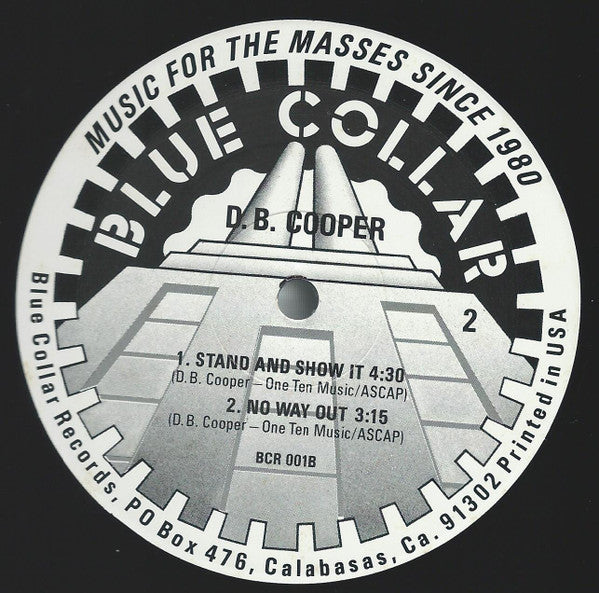 MUSIC FOR THE MASSES SINCE 1980
BLUE COLLAR
D.B. COOPER
2
1. STAND AND SHOW IT 4:30
(D.B. Cooper — One Ten Music/ASCAP)
2. NO WAY OUT 3:15
(D.B. Cooper — One Ten Music/ASCAP)
BCR 001B
Blue Collar Records, PO Box 476, Calabasas, Ca. 91302 Printed in USA